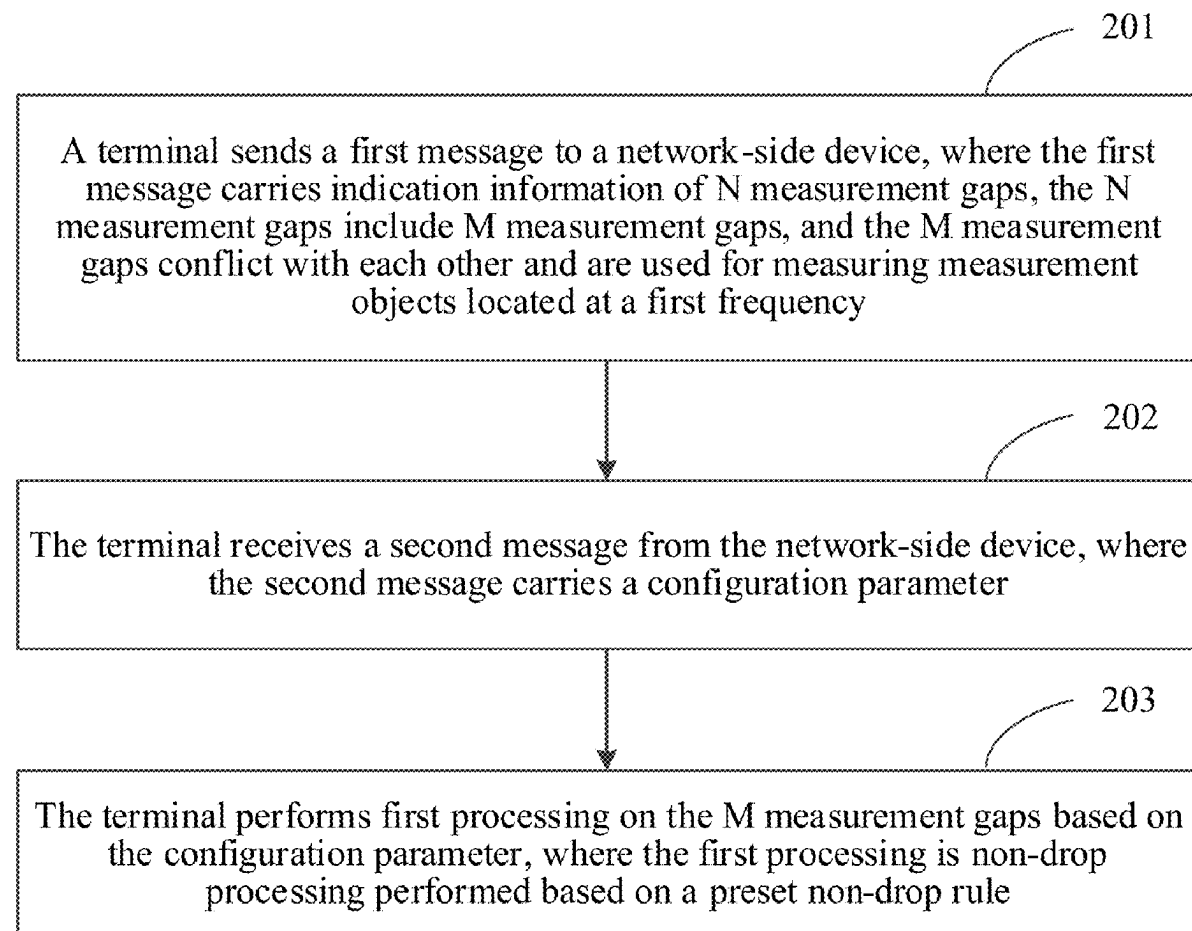 201
A terminal sends a first message to a network-side device, where the first
message carries indication information of N measurement gaps, the N
measurement gaps include M measurement gaps, and the M measurement
gaps conflict with each other and are used for measuring measurement
objects located at a first frequency
202
The terminal receives a second message from the network-side device, where
the second message carries a configuration parameter
203
The terminal performs first processing on the M measurement gaps based on
the configuration parameter, where the first processing is non-drop
processing performed based on a preset non-drop rule